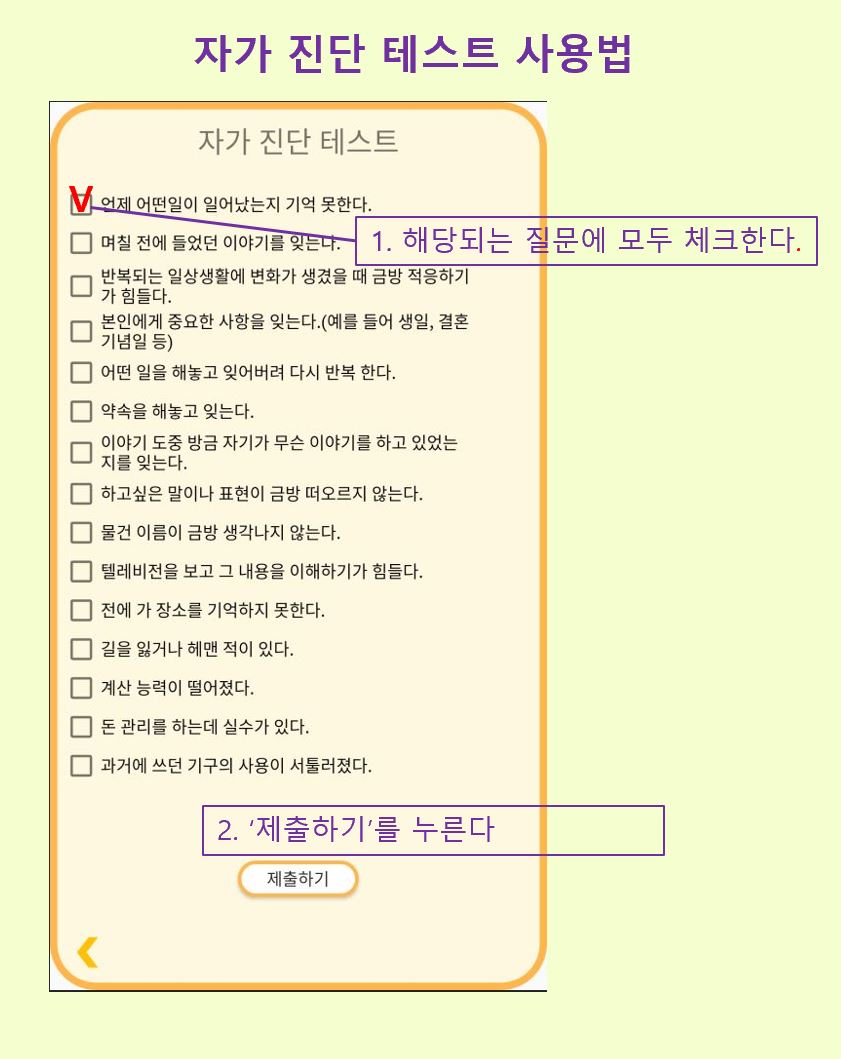 자가 진단 테스트 사용법
자가 진단 테스트
V
언제 어떤일이 일어났는지 기억 못한다.
1. 해당되는 질문에 모두 체크한다.
며칠 전에 들었던 이야기를 잊는다.
반복되는 일상생활에 변화가 생겼을 때 금방 적응하기
가 힘들다.
본인에게 중요한 사항을 잊는다.(예를 들어 생일, 결혼
기념일 등)
어떤 일을 해놓고 잊어버려 다시 반복 한다.
약속을 해놓고 잊는다.
이야기 도중 방금 자기가 무슨 이야기를 하고 있었는
지를 잊는다.
하고싶은 말이나 표현이 금방 떠오르지 않는다.
물건 이름이 금방 생각나지 않는다.
텔레비전을 보고 그 내용을 이해하기가 힘들다.
전에 가 장소를 기억하지 못한다.
길을 잃거나 헤맨 적이 있다.
계산 능력이 떨어졌다.
돈 관리를 하는데 실수가 있다.
과거에 쓰던 기구의 사용이 서툴러졌다.
2. ‘제출하기’를 누른다
제출하기